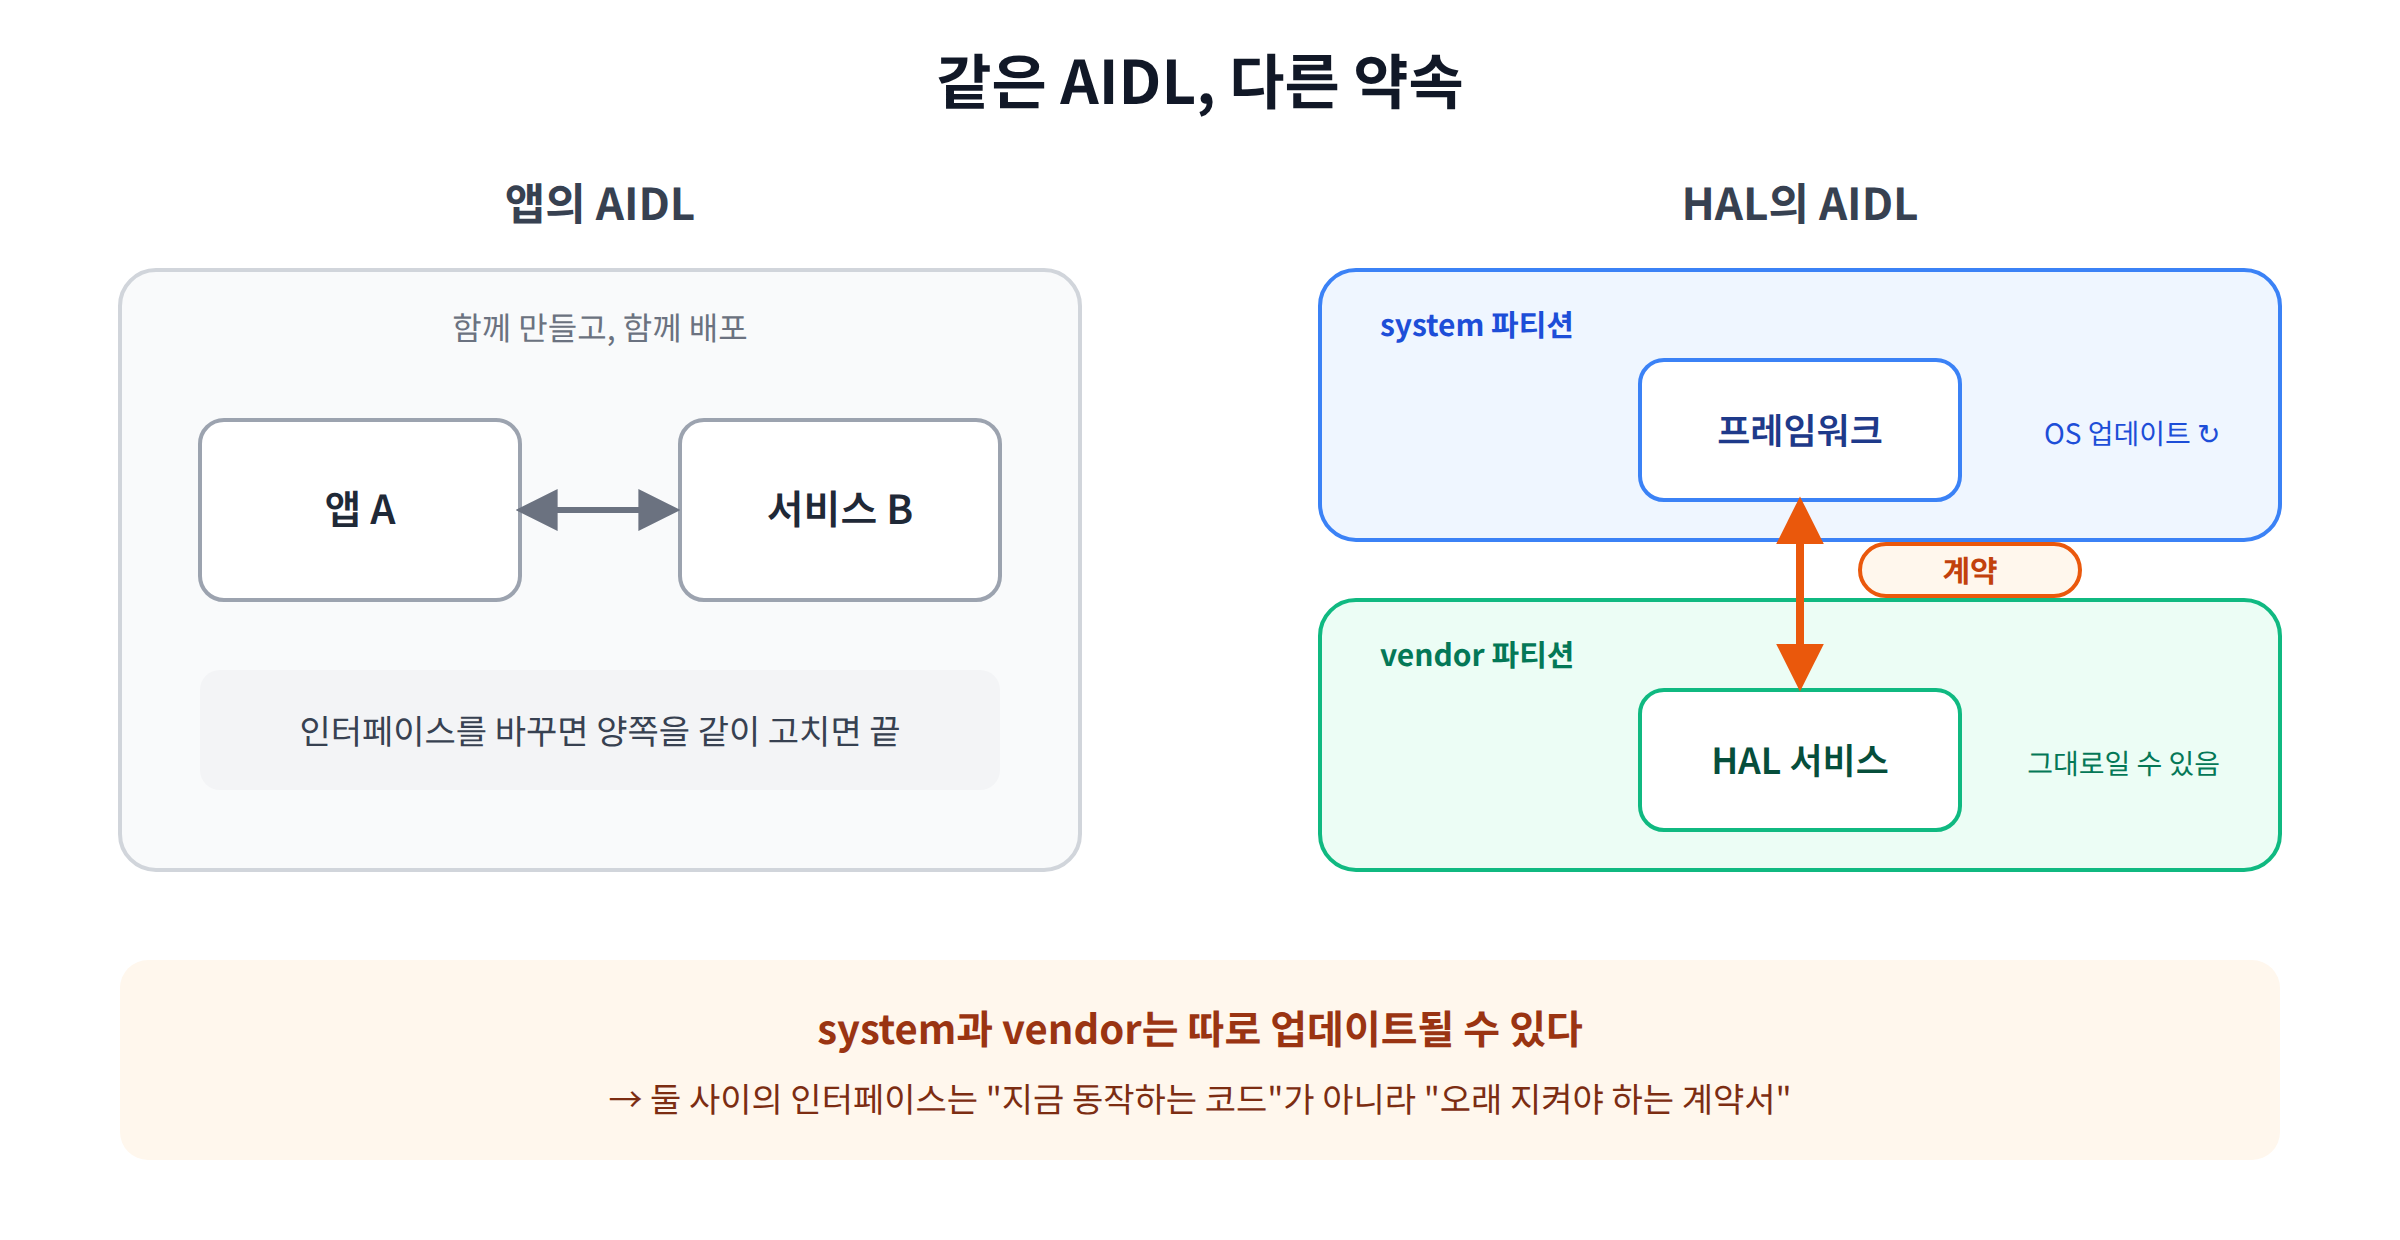 같은 AIDL, 다른 약속
앱의 AIDL
함께 만들고, 함께 배포
앱 A
서비스 B
인터페이스를 바꾸면 양쪽을 같이 고치면 끝
HAL의 AIDL
system 파티션
프레임워크
OS 업데이트 ↻
계약
vendor 파티션
HAL 서비스
그대로일 수 있음
system과 vendor는 따로 업데이트될 수 있다
→ 둘 사이의 인터페이스는 "지금 동작하는 코드"가 아니라 "오래 지켜야 하는 계약서"